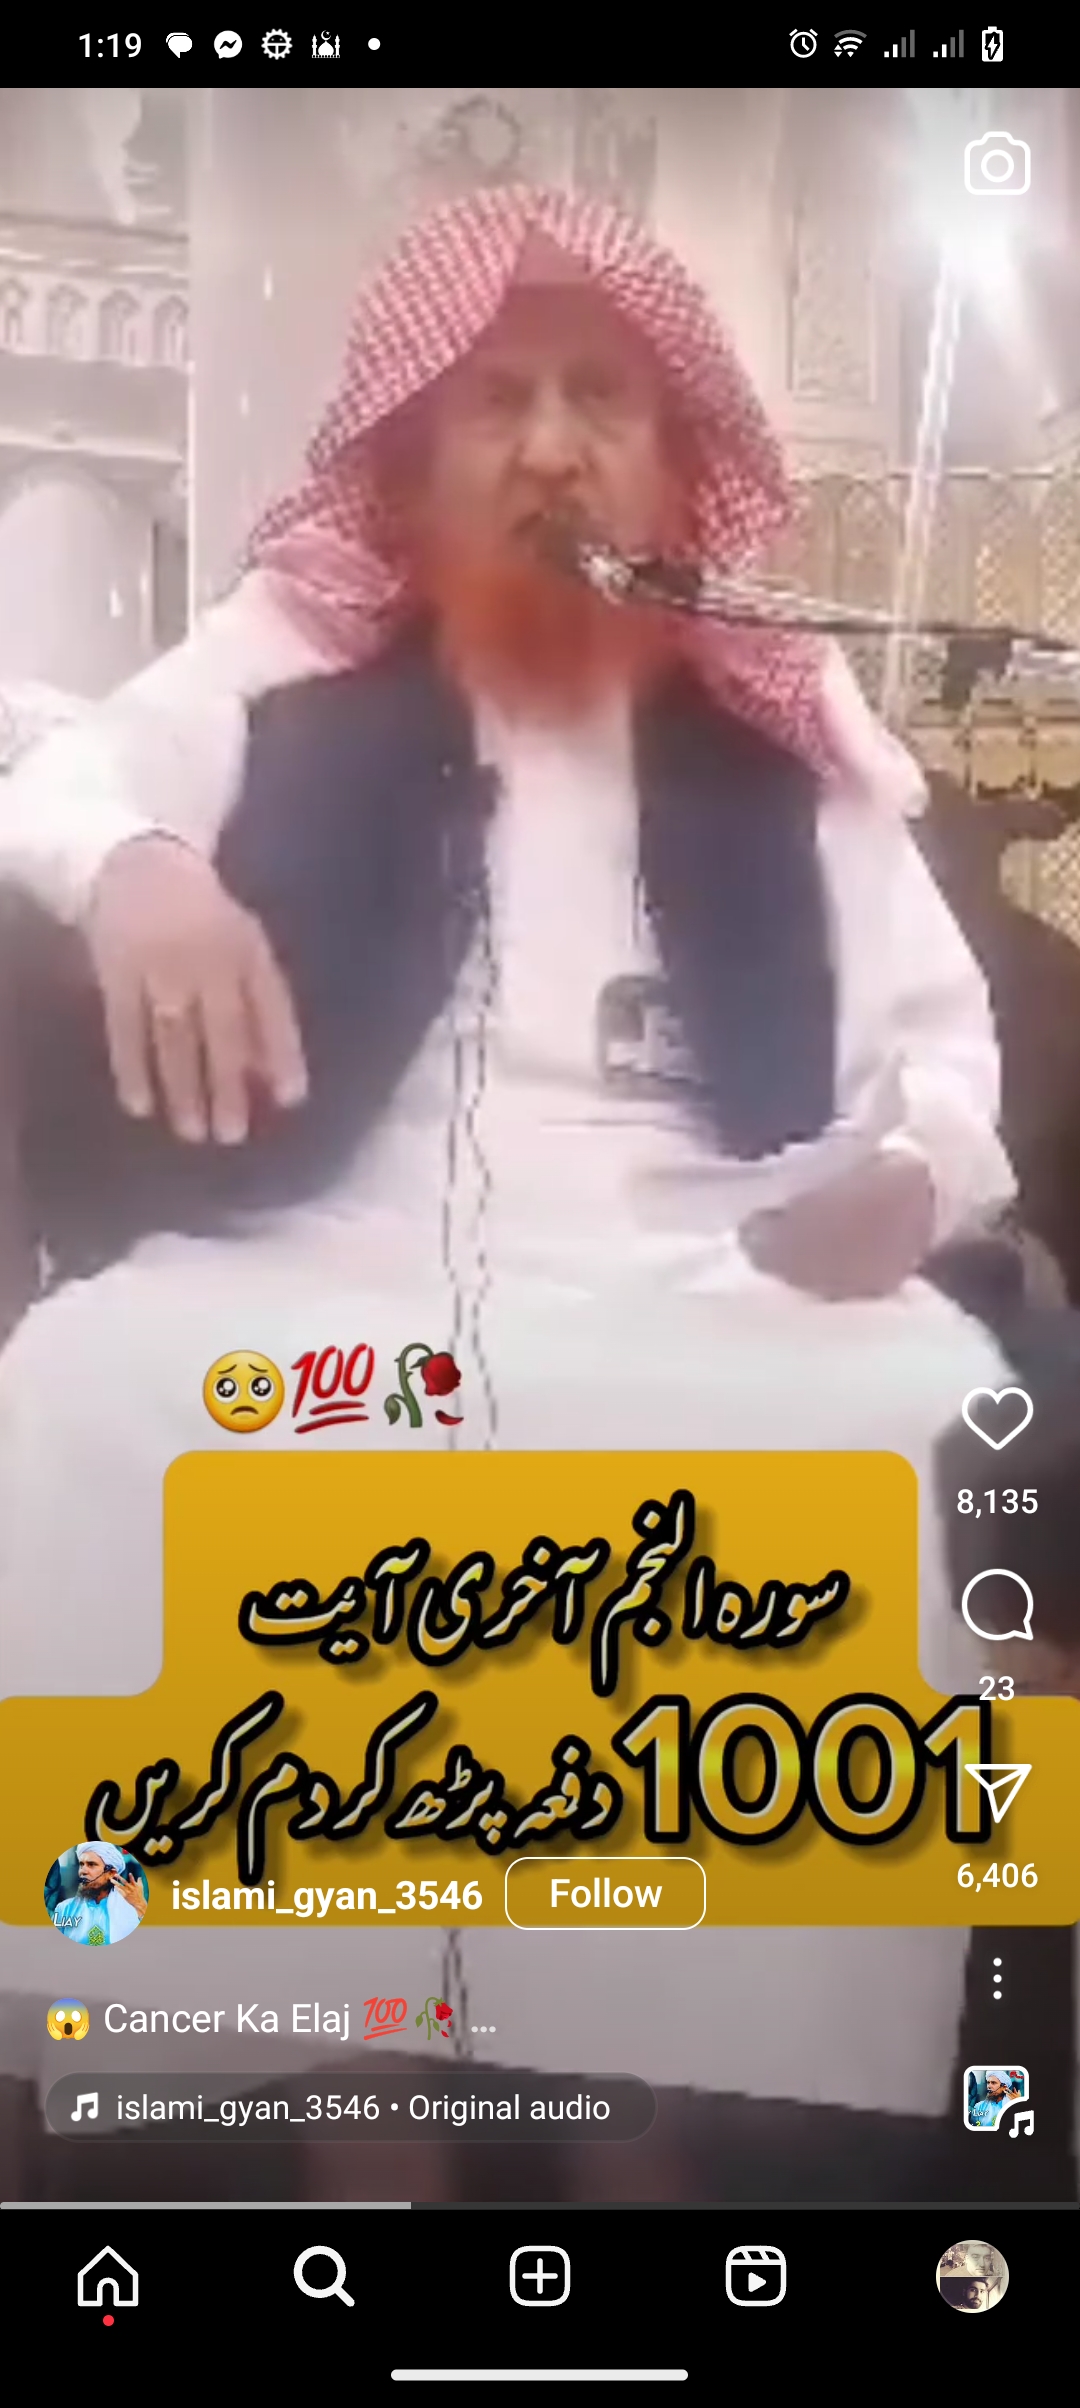 1:19
8,135
سورہ النجم آخری آیت
23
1001 دفعہ پڑھ کر دم کریں
islami_gyan_3546 Follow
6,406
😱 Cancer Ka Elaj 💯🥀 ...
islami_gyan_3546 • Original audio